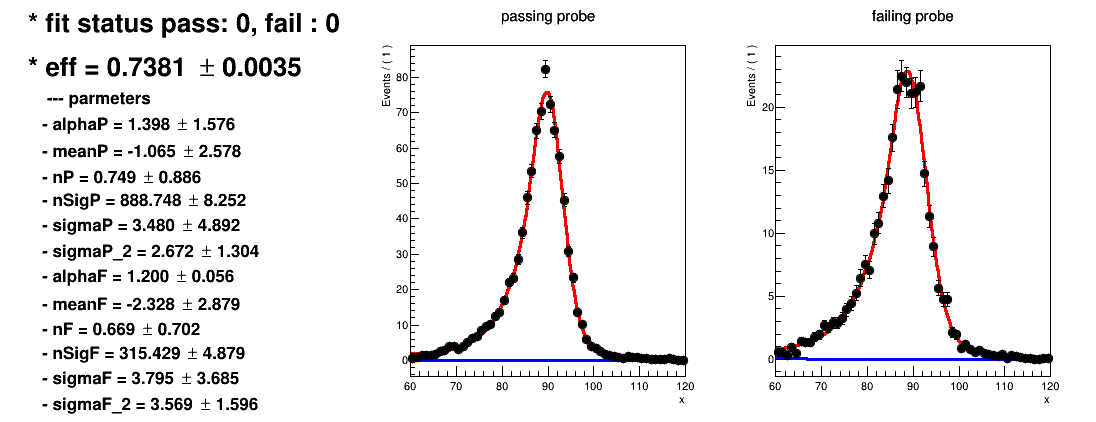 * fit status pass: 0, fail : 0
* eff = 0.7381 ± 0.0035
--- parmeters
- alphaP = 1.398 ± 1.576
- meanP = -1.065 ± 2.578
- nP = 0.749 ± 0.886
- nSigP = 888.748 ± 8.252
- sigmaP = 3.480 ± 4.892
- sigmaP_2 = 2.672 ± 1.304
- alphaF = 1.200 ± 0.056
- meanF = -2.328 ± 2.879
- nF = 0.669 ± 0.702
- nSigF = 315.429 ± 4.879
- sigmaF = 3.795 ± 3.685
- sigmaF_2 = 3.569 ± 1.596
passing probe
Events / ( 1 )
80
70
60
50
40
30
20
10
0
60 70 80 90 100 110 120
x
failing probe
Events / ( 1 )
20
15
10
5
0
60 70 80 90 100 110 120
x